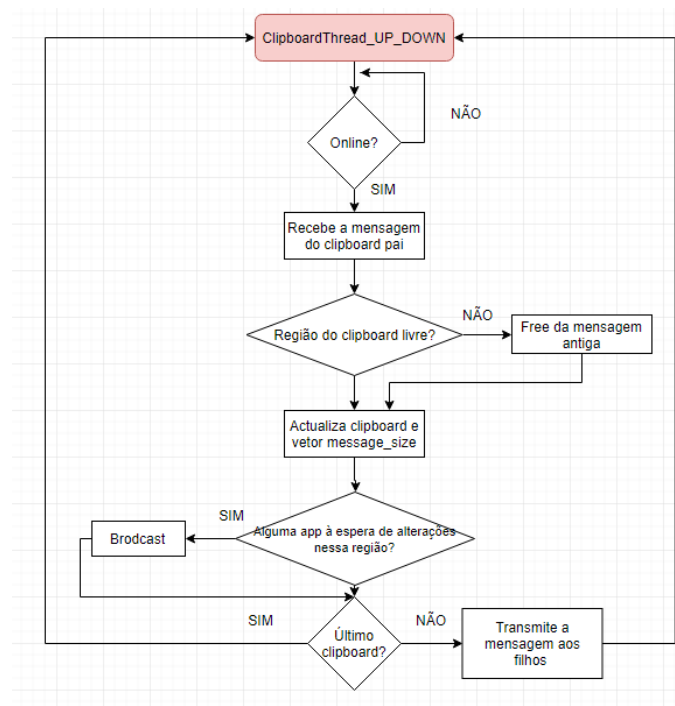 ClipboardThread_UP_DOWN
NÃO
Online?
SIM
Recebe a mensagem
do clipboard pai
NÃO
Região do clipboard livre?
Free da mensagem
antiga
Actualiza clipboard e
vetor message_size
SIM
Alguma app à espera de alterações
nessa região?
Brodcast
SIM
Último
clipboard?
NÃO
Transmite a
mensagem aos
filhos